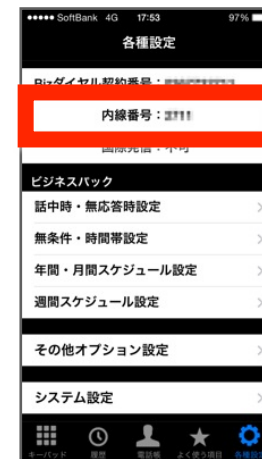 SoftBank 4G 17:53 97%
各種設定
Bizダイヤル契約番号：
内線番号：
国際発信：不可
ビジネスパック
話中時・無応答時設定
無条件・時間帯設定
年間・月間スケジュール設定
週間スケジュール設定
その他オプション設定
システム設定
キーパッド 履歴 電話帳 よく使う項目 各種設定